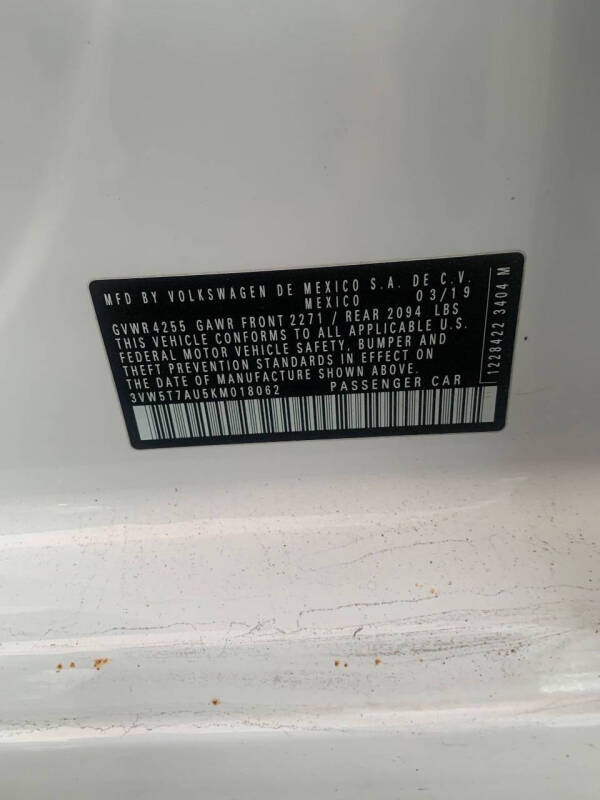 MFD BY VOLKSWAGEN DE MEXICO S.A. DE C.V.
MEXICO 03/19
GVWR 4255 GAWR FRONT 2271 / REAR 2094 LBS
THIS VEHICLE CONFORMS TO ALL APPLICABLE U.S.
FEDERAL MOTOR VEHICLE SAFETY, BUMPER AND
THEFT PREVENTION STANDARDS IN EFFECT ON
THE DATE OF MANUFACTURE SHOWN ABOVE.
3VW5T7AU5KM018062 PASSENGER CAR
1228422 3404 M